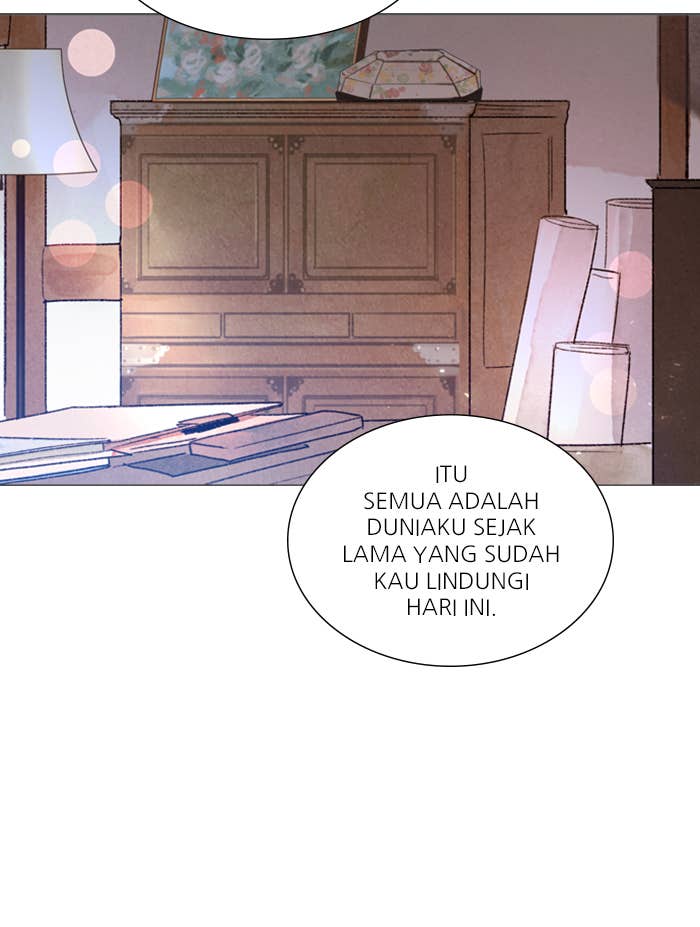 ITU
SEMUA ADALAH
DUNIAKU SEJAK
LAMA YANG SUDAH
KAU LINDUNGI
HARI INI.